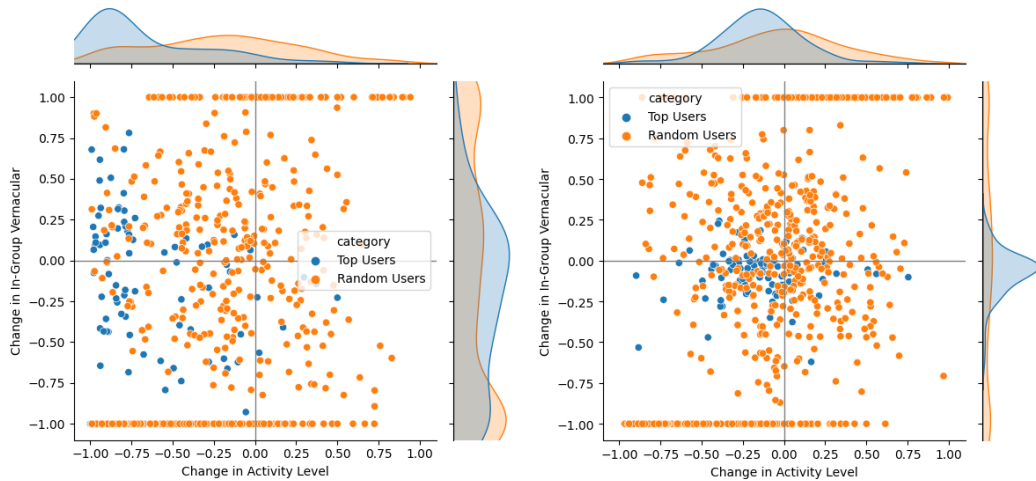 1.00
0.75
0.50
0.25
0.00
−0.25
−0.50
−0.75
−1.00
Change in In-Group Vernacular
category
Top Users
Random Users
−1.00 −0.75 −0.50 −0.25 0.00 0.25 0.50 0.75 1.00
Change in Activity Level
1.00
0.75
0.50
0.25
0.00
−0.25
−0.50
−0.75
−1.00
Change in In-Group Vernacular
category
Top Users
Random Users
−1.00 −0.75 −0.50 −0.25 0.00 0.25 0.50 0.75 1.00
Change in Activity Level